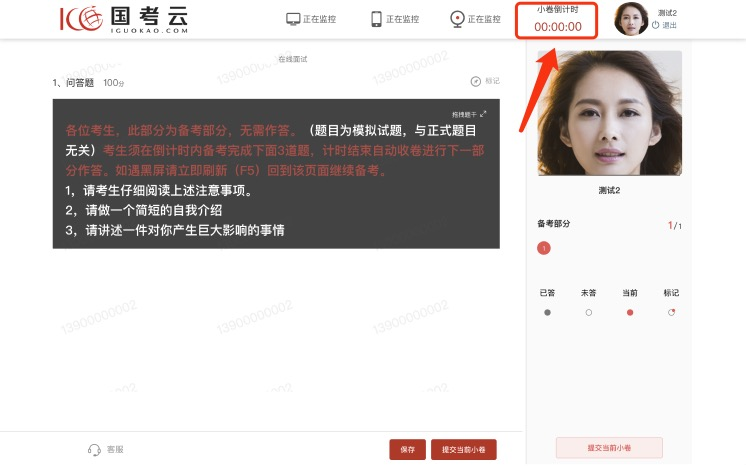 国考云
IGUOKAO.COM
正在监控
正在监控
正在监控
小卷倒计时
00:00:00
测试2
退出
在线面试
1、问答题 100分
标记
拖拽题干
各位考生，此部分为备考部分，无需作答。（题目为模拟试题，与正式题目
无关）考生须在倒计时内备考完成下面3道题，计时结束自动收卷进行下一部
分作答。如遇黑屏请立即刷新（F5）回到该页面继续备考。
1，请考生仔细阅读上述注意事项。
2，请做一个简短的自我介绍
3，请讲述一件对你产生巨大影响的事情
测试2
备考部分
1/1
1
已答 未答 当前 标记
13900000002
13900000002
13900000002
13900000002
13900000002
客服
保存
提交当前小卷
提交当前小卷